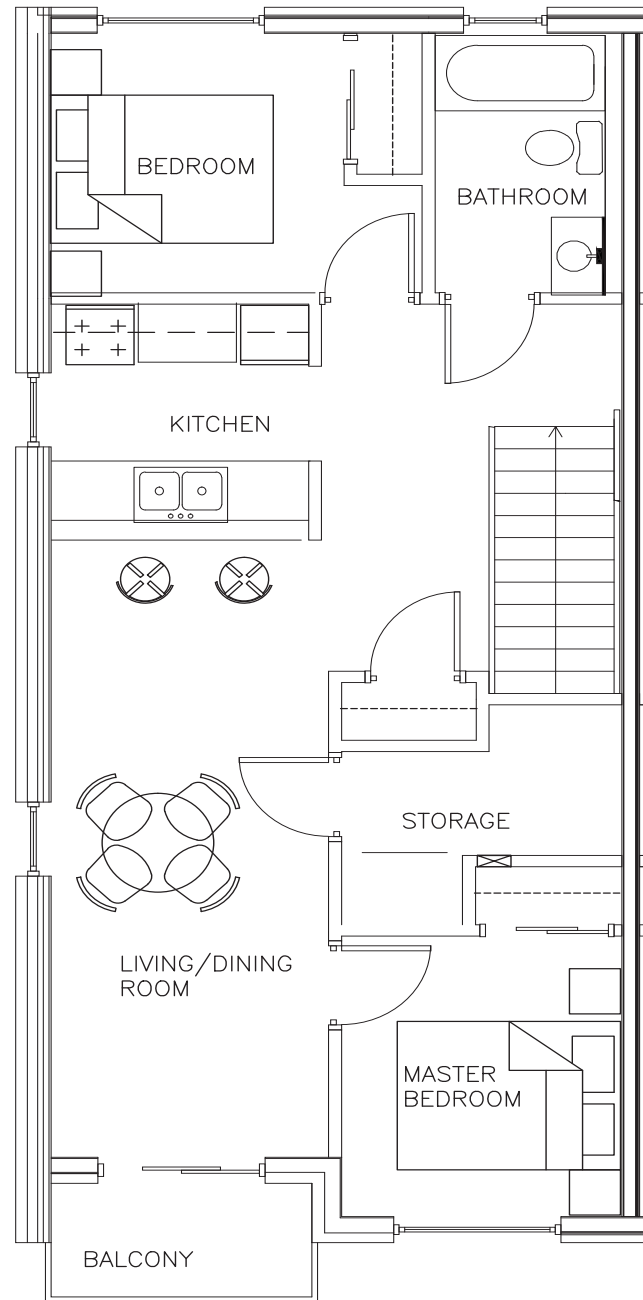 BEDROOM
BATHROOM
KITCHEN
STORAGE
LIVING/DINING
ROOM
MASTER
BEDROOM
BALCONY